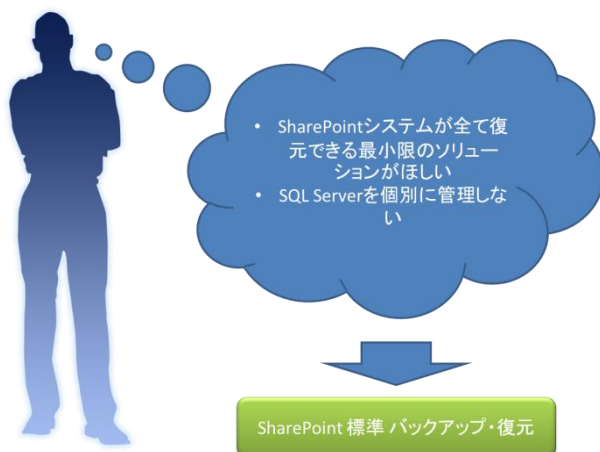 • SharePointシステムが全て復
元できる最小限のソリュー
ションがほしい
• SQL Serverを個別に管理しな
い
SharePoint 標準 バックアップ・復元